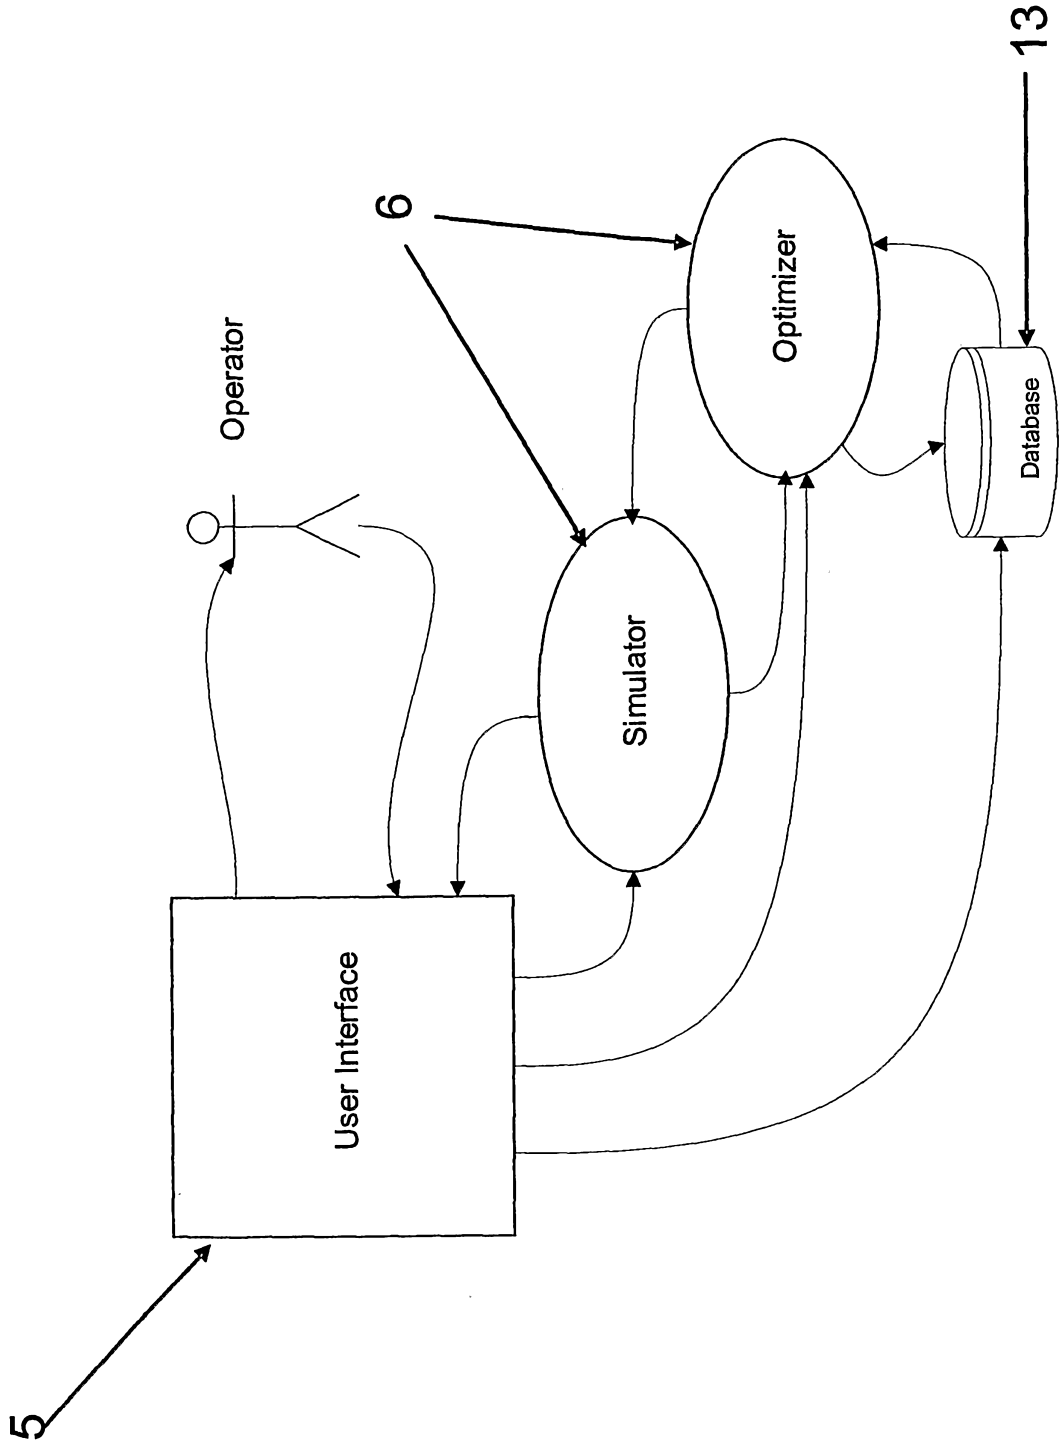 5
User Interface
Operator
Simulator
6
Optimizer
Database
13